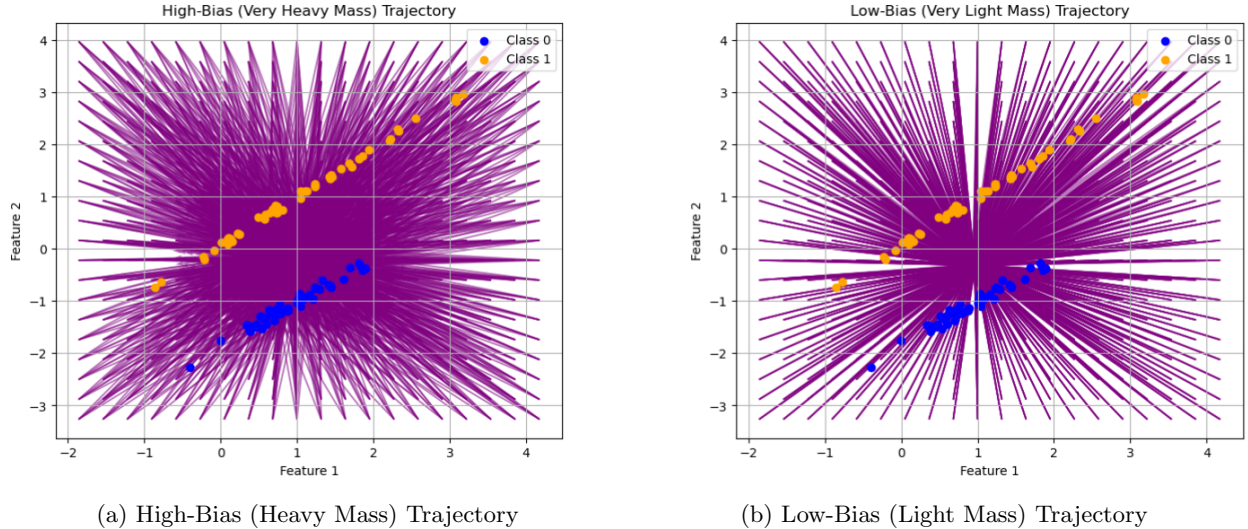 High-Bias (Very Heavy Mass) Trajectory
Class 0
Class 1
4
3
2
1
0
−1
−2
−3
Feature 2
−2
−1
0
1
2
3
4
Feature 1
(a) High-Bias (Heavy Mass) Trajectory
Low-Bias (Very Light Mass) Trajectory
Class 0
Class 1
4
3
2
1
0
−1
−2
−3
Feature 2
−2
−1
0
1
2
3
4
Feature 1
(b) Low-Bias (Light Mass) Trajectory